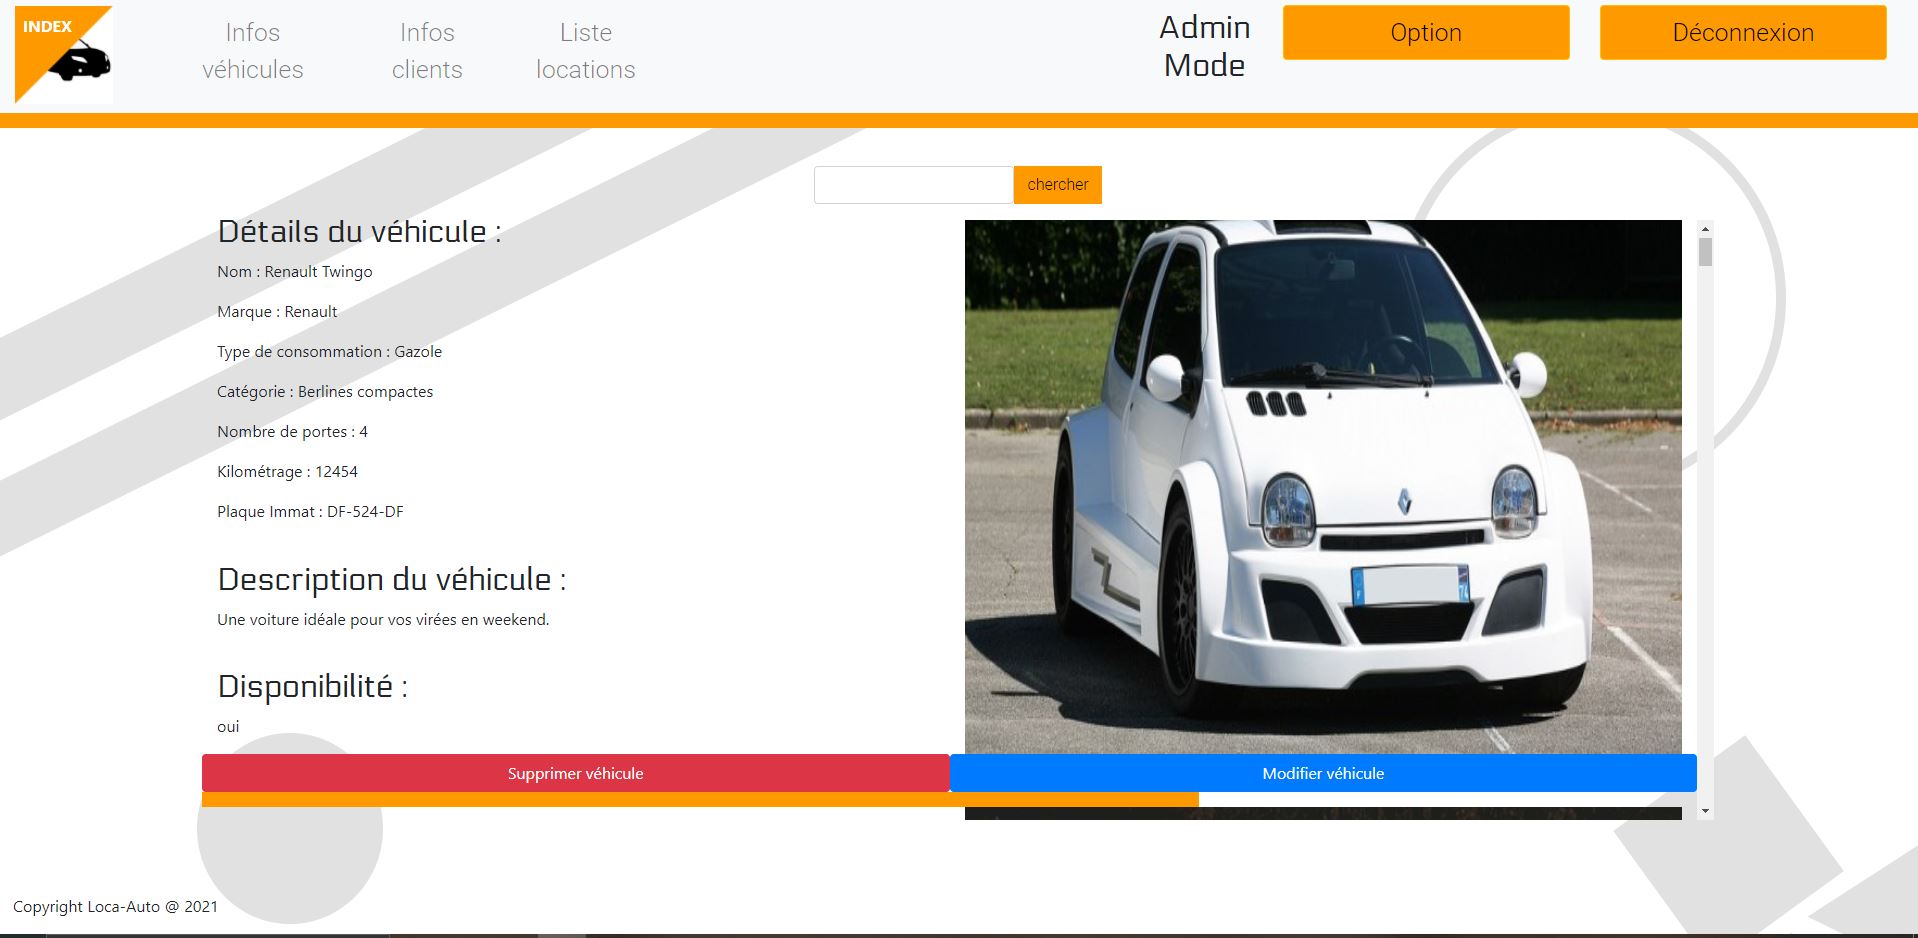 INDEX
Infos
véhicules
Infos
clients
Liste
locations
Admin
Mode
Option
Déconnexion
chercher
Détails du véhicule :
Nom : Renault Twingo
Marque : Renault
Type de consommation : Gazole
Catégorie : Berlines compactes
Nombre de portes : 4
Kilométrage : 12454
Plaque Immat : DF-524-DF
Description du véhicule :
Une voiture idéale pour vos virées en weekend.
Disponibilité :
oui
F
74
Supprimer véhicule
Modifier véhicule
Copyright Loca-Auto @ 2021